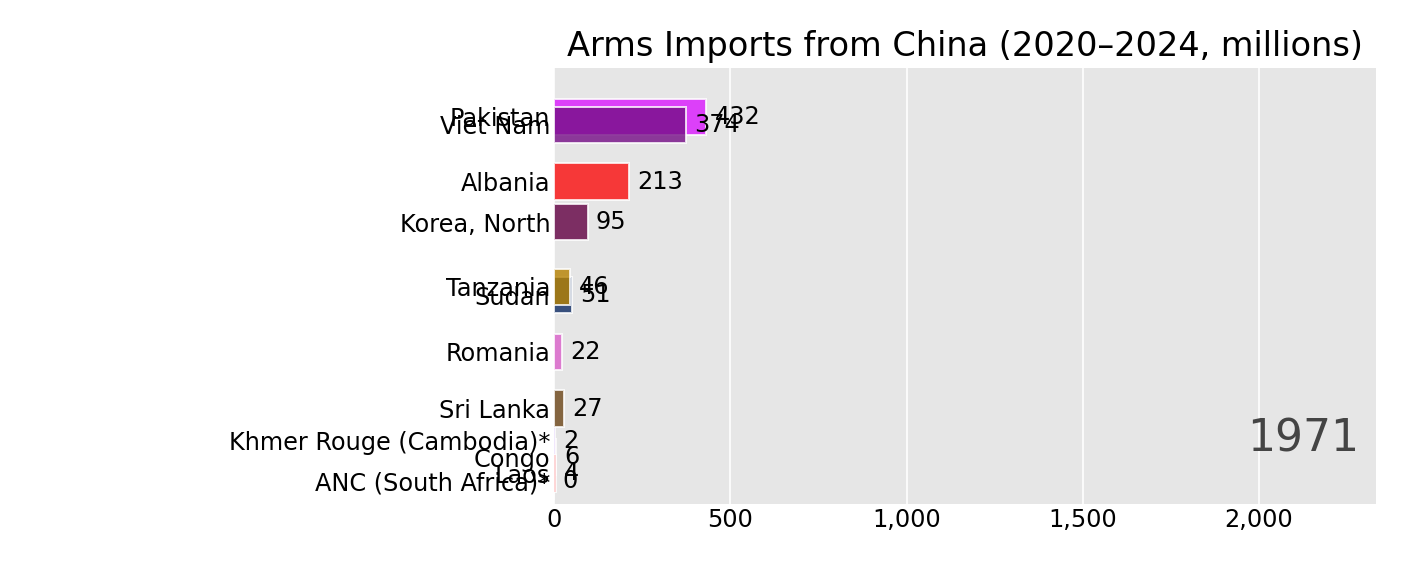 Arms Imports from China (2020–2024, millions)
Pakistan 432
Viet Nam 374
Albania 213
Korea, North 95
Tanzania 46
Sudan 51
Romania 22
Sri Lanka 27
Khmer Rouge (Cambodia)* 2
Congo 6
Laos 4
ANC (South Africa)* 0
1971
0 500 1,000 1,500 2,000